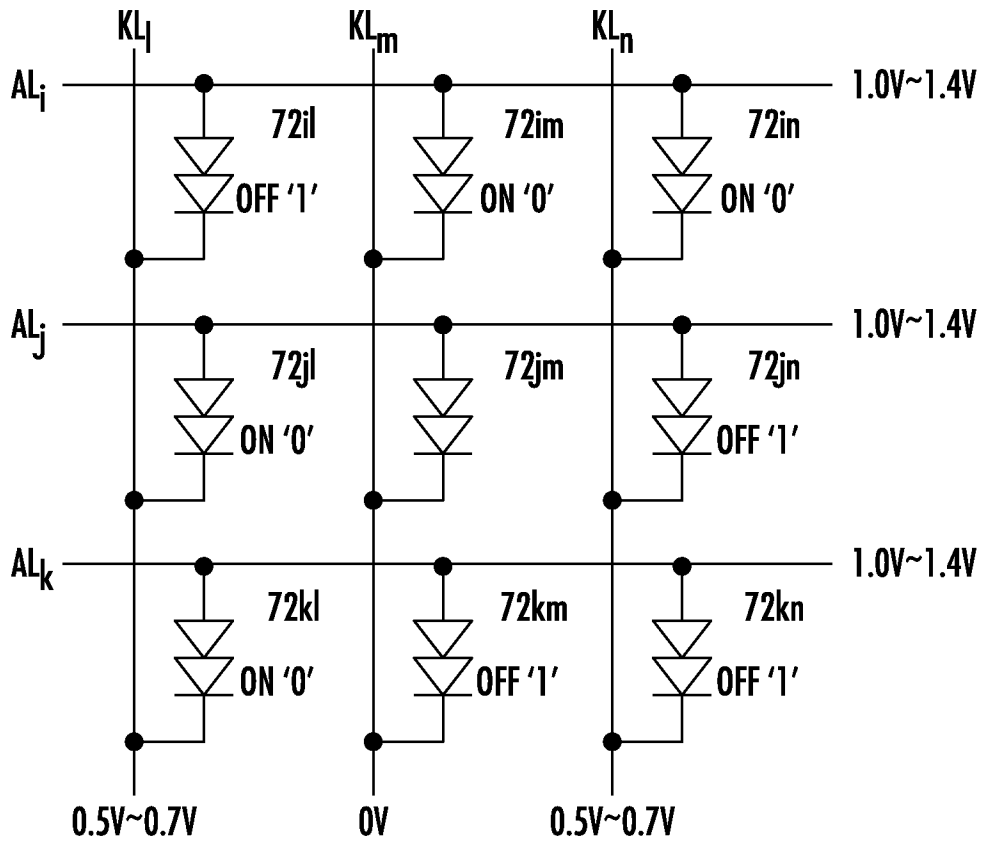 KLl KLm KLn
ALi 1.0V~1.4V
72il 72im 72in
OFF ‘1’ ON ‘0’ ON ‘0’
ALj 1.0V~1.4V
72jl 72jm 72jn
ON ‘0’ OFF ‘1’
ALk 1.0V~1.4V
72kl 72km 72kn
ON ‘0’ OFF ‘1’ OFF ‘1’
0.5V~0.7V 0V 0.5V~0.7V